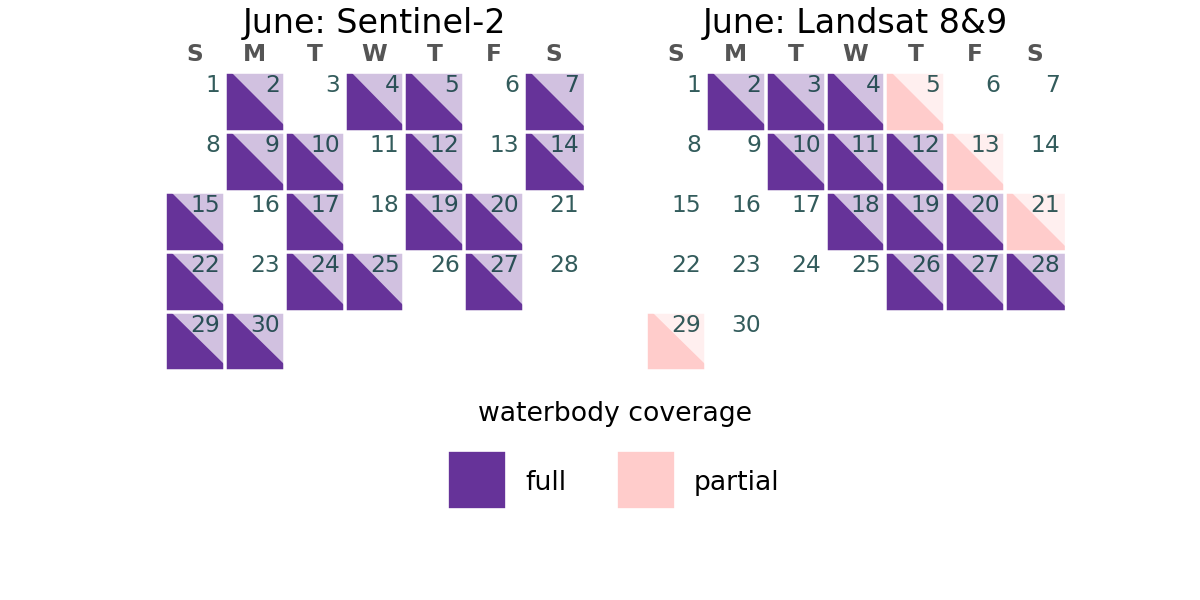 June: Sentinel-2
S M T W T F S
1 2 3 4 5 6 7
8 9 10 11 12 13 14
15 16 17 18 19 20 21
22 23 24 25 26 27 28
29 30
June: Landsat 8&9
S M T W T F S
1 2 3 4 5 6 7
8 9 10 11 12 13 14
15 16 17 18 19 20 21
22 23 24 25 26 27 28
29 30
waterbody coverage
full partial